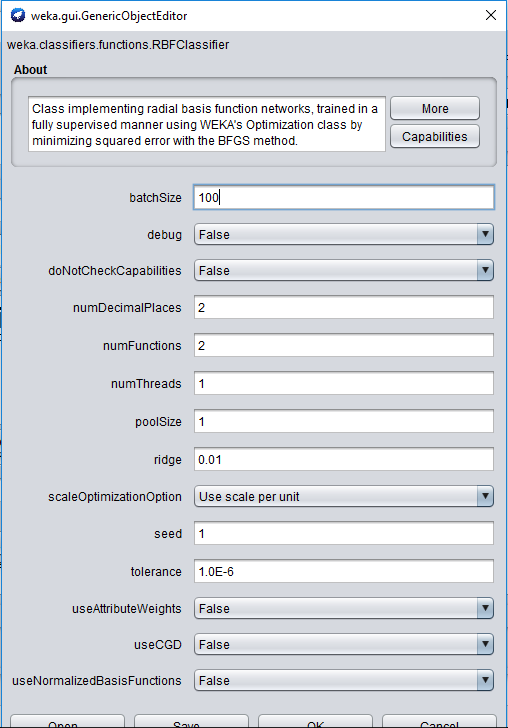 weka.gui.GenericObjectEditor
weka.classifiers.functions.RBFClassifier
About
Class implementing radial basis function networks, trained in a
fully supervised manner using WEKA's Optimization class by
minimizing squared error with the BFGS method.
More
Capabilities
batchSize 100
debug False
doNotCheckCapabilities False
numDecimalPlaces 2
numFunctions 2
numThreads 1
poolSize 1
ridge 0.01
scaleOptimizationOption Use scale per unit
seed 1
tolerance 1.0E-6
useAttributeWeights False
useCGD False
useNormalizedBasisFunctions False
Open... Save... OK Cancel